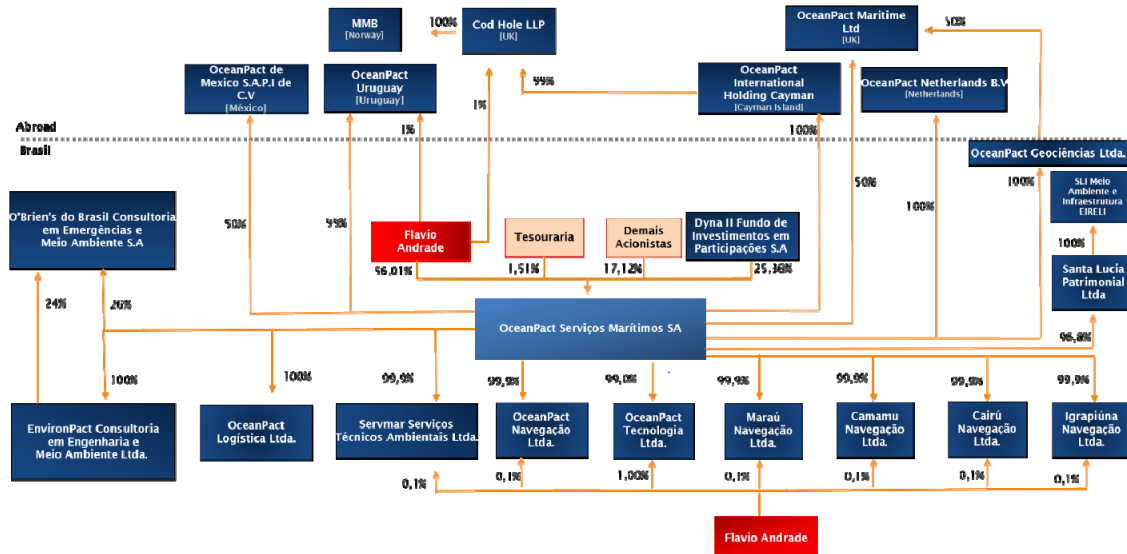 MMB
[Norway]
100%
Cod Hole LLP
[UK]
OceanPact Maritime
Ltd
[UK]
50%
OceanPact de
Mexico S.A.P.I de
C.V
[México]
OceanPact
Uruguay
[Uruguay]
1%
99%
OceanPact
International
Holding Cayman
[Cayman Island]
OceanPact Netherlands B.V
[Netherlands]
Abroad
1%
100%
Brasil
OceanPact Geociências Ltda.
100%
50%
SLI Meio
Ambiente e
Infraestrutura
EIRELI
O'Brien's do Brasil Consultoria
em Emergências e
Meio Ambiente S.A
50%
99%
Flavio
Andrade
Tesouraria
Demais
Acionistas
Dyna II Fundo de
Investimentos em
Participações S.A
100%
100%
56,01%
1,51%
17,12%
25,36%
Santa Lucia
Patrimonial
Ltda
24%
26%
OceanPact Serviços Marítimos SA
96,8%
100%
100%
99,9%
99,9%
99,0%
99,9%
99,9%
99,9%
99,9%
EnvironPact Consultoria
em Engenharia e
Meio Ambiente Ltda.
OceanPact
Logística Ltda.
Servmar Serviços
Técnicos Ambientais Ltda.
OceanPact
Navegação
Ltda.
OceanPact
Tecnologia
Ltda.
Maraú
Navegação
Ltda.
Camamu
Navegação
Ltda.
Cairú
Navegação
Ltda.
Igrapiúna
Navegação
Ltda.
0,1%
0,1%
1,00%
0,1%
0,1%
0,1%
0,1%
Flavio Andrade